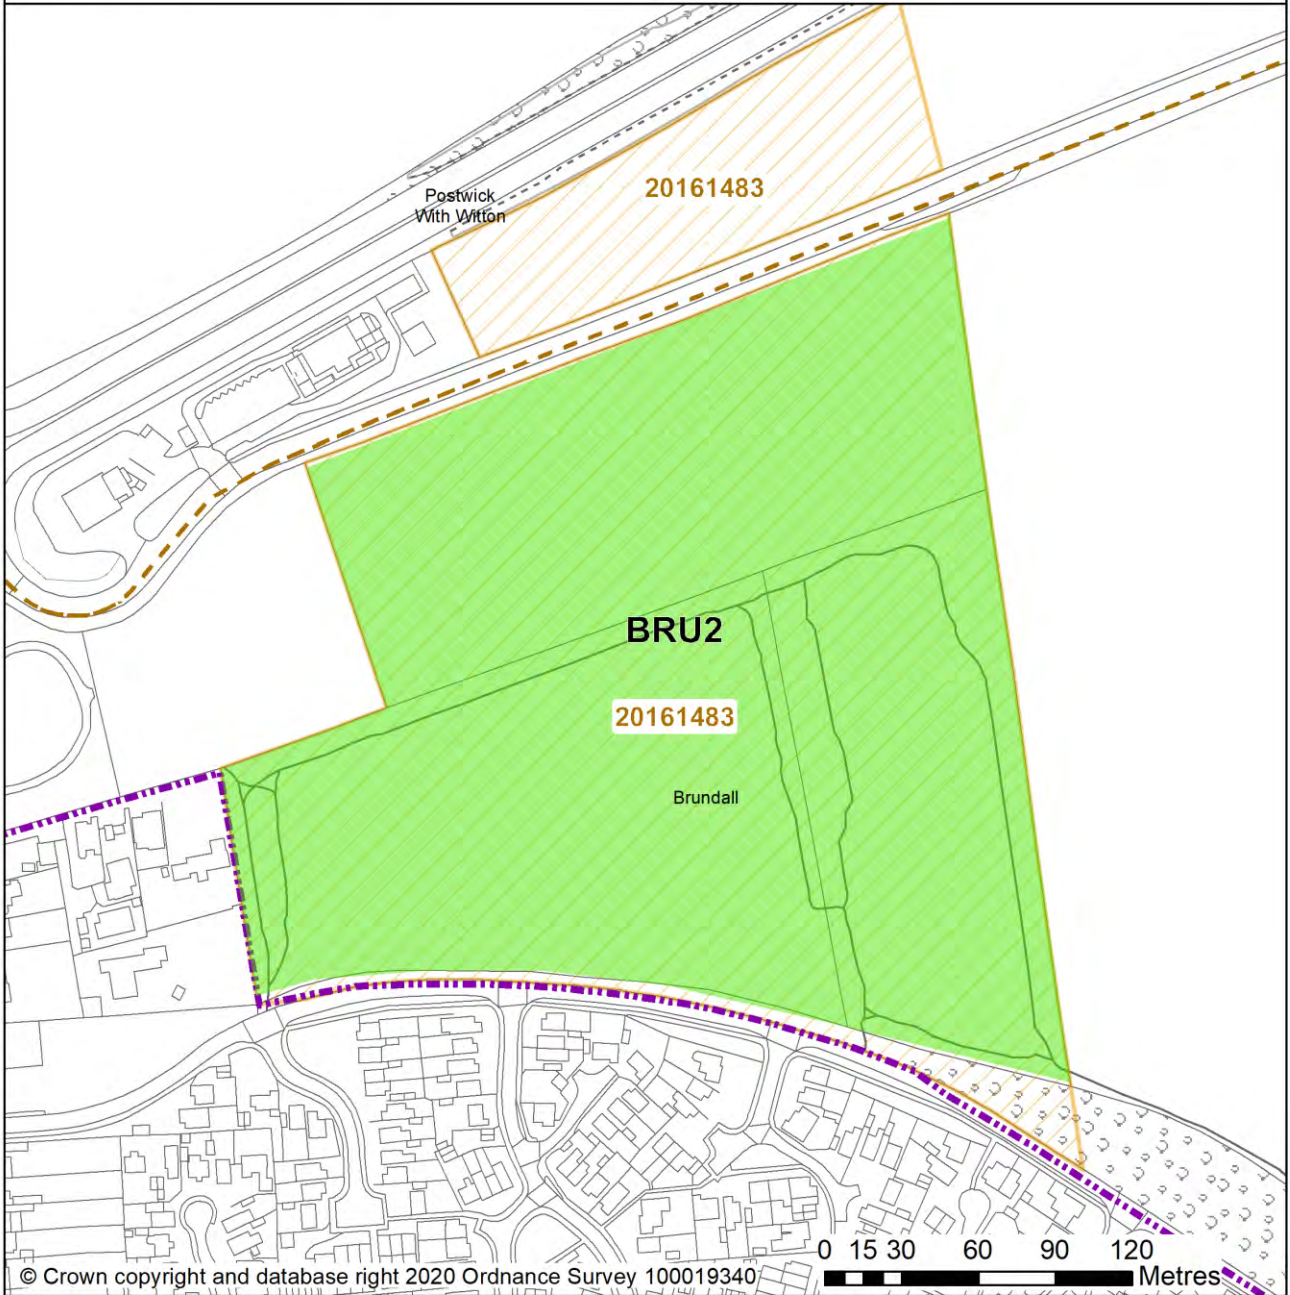 20161483
Postwick
With Witton
BRU2
20161483
Brundall
0 15 30 60 90 120
Metres
© Crown copyright and database right 2020 Ordnance Survey 100019340